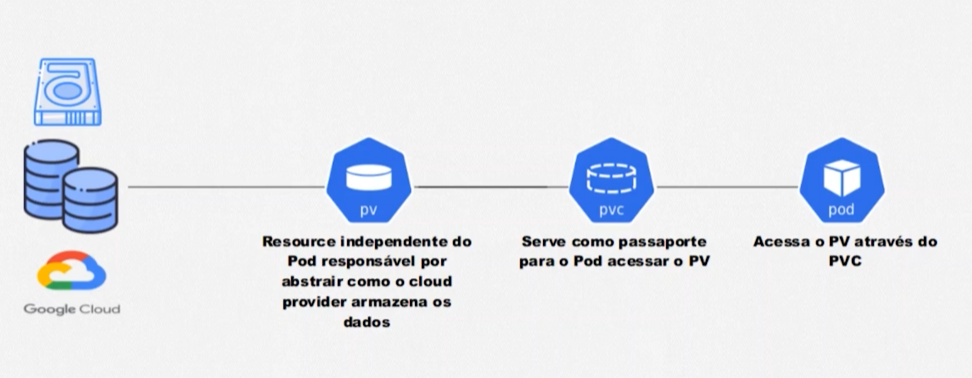 Google Cloud
pv
Resource independente do
Pod responsável por
abstrair como o cloud
provider armazena os
dados
pvc
Serve como passaporte
para o Pod acessar o PV
pod
Acessa o PV através do
PVC